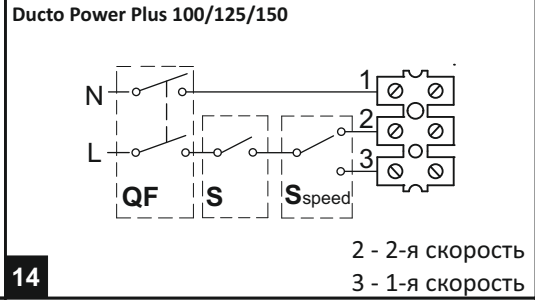 Ducto Power Plus 100/125/150
1
N
2
L
3
QF
S
Sspeed
2 - 2-я скорость
14
3 - 1-я скорость